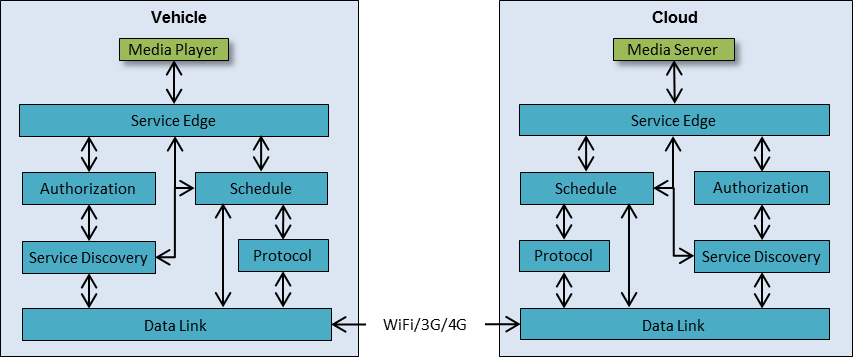 Vehicle
Media Player
Service Edge
Authorization
Schedule
Service Discovery
Protocol
Data Link
WiFi/3G/4G
Cloud
Media Server
Service Edge
Schedule
Authorization
Protocol
Service Discovery
Data Link